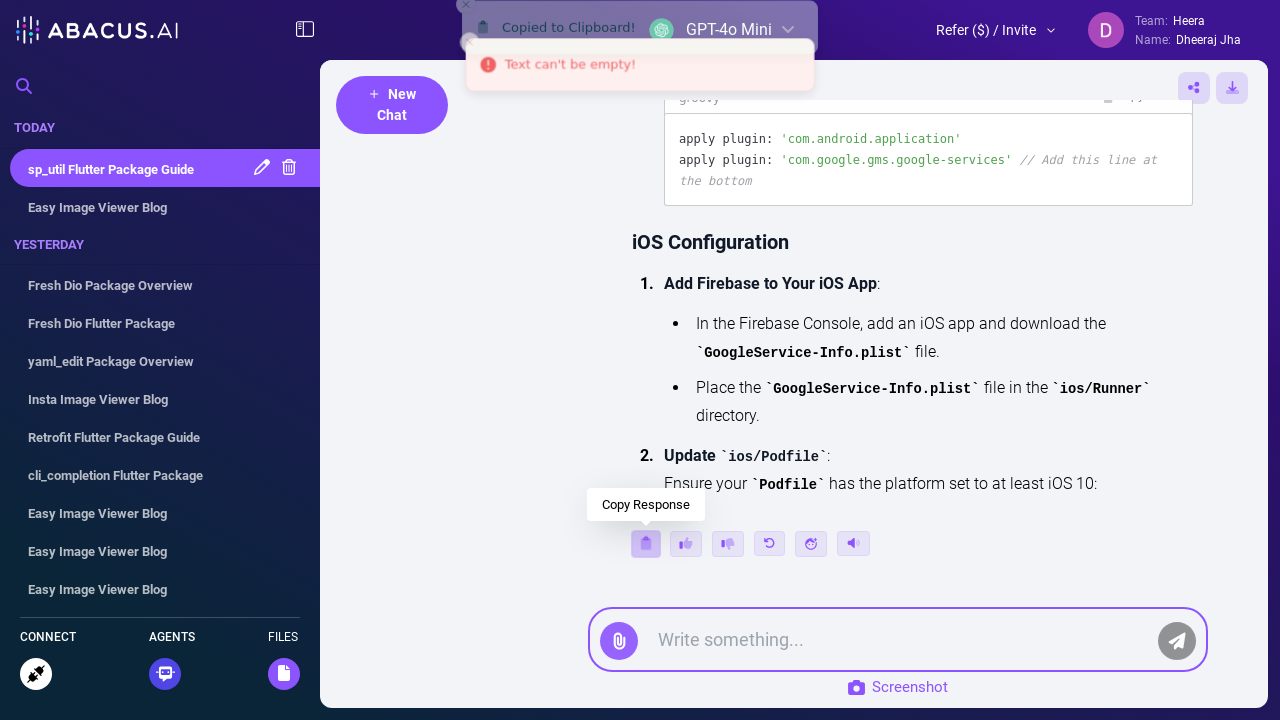 ABACUS.AI
Copied to Clipboard!
GPT-4o Mini
Text can't be empty!
Refer ($) / Invite
D
Team: Heera
Name: Dheeraj Jha
TODAY
sp_util Flutter Package Guide
Easy Image Viewer Blog
YESTERDAY
Fresh Dio Package Overview
Fresh Dio Flutter Package
yaml_edit Package Overview
Insta Image Viewer Blog
Retrofit Flutter Package Guide
cli_completion Flutter Package
Easy Image Viewer Blog
Easy Image Viewer Blog
Easy Image Viewer Blog
CONNECT
AGENTS
FILES
+ New
Chat
groovy
apply plugin: 'com.android.application'
apply plugin: 'com.google.gms.google-services' // Add this line at
the bottom
iOS Configuration
1. Add Firebase to Your iOS App:
• In the Firebase Console, add an iOS app and download the
`GoogleService-Info.plist` file.
• Place the `GoogleService-Info.plist` file in the `ios/Runner`
directory.
2. Update `ios/Podfile`:
Ensure your `Podfile` has the platform set to at least iOS 10:
Copy Response
Write something...
Screenshot